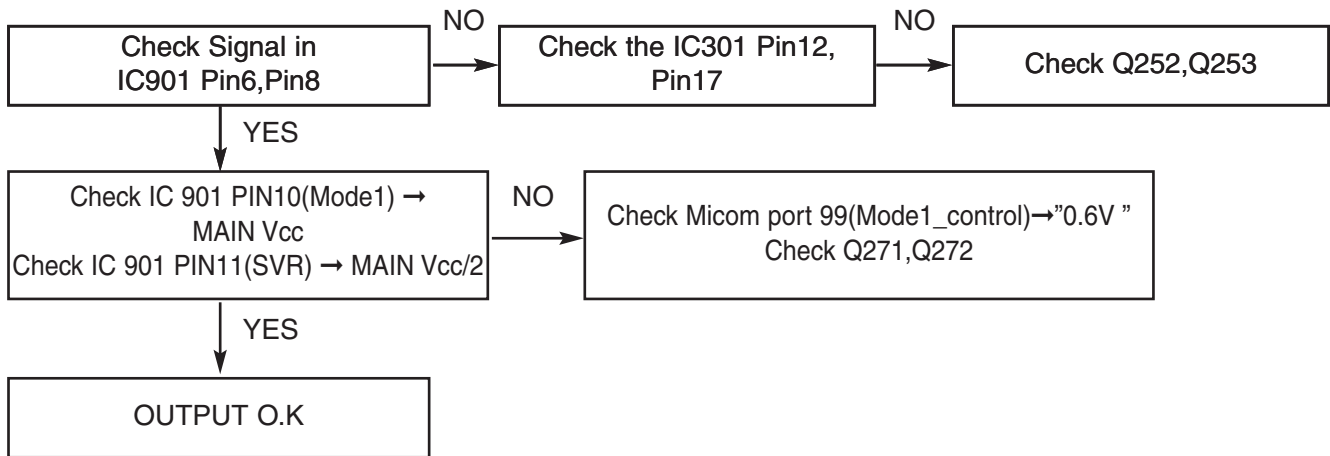 Check Signal in
IC901 Pin6,Pin8
NO
Check the IC301 Pin12,
Pin17
NO
Check Q252,Q253
YES
Check IC 901 PIN10(Mode1) →
MAIN Vcc
Check IC 901 PIN11(SVR) → MAIN Vcc/2
NO
Check Micom port 99(Mode1_control)→”0.6V ”
Check Q271,Q272
YES
OUTPUT O.K